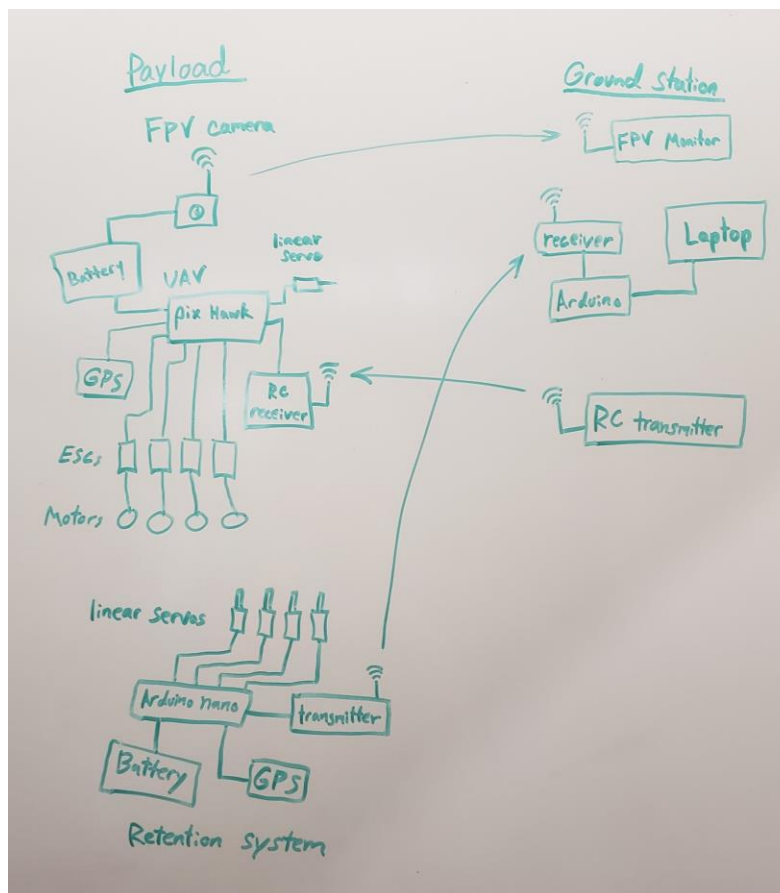 Payload
Ground station
FPV camera
FPV Monitor
receiver
Laptop
Arduino
Battery
UAV
linear
servo
pix Hawk
GPS
RC
receiver
RC transmitter
ESCs
Motors
linear servos
Arduino nano
transmitter
Battery
GPS
Retention system